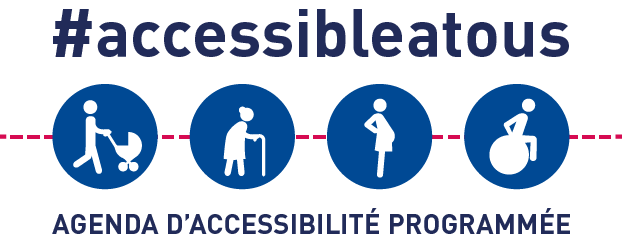 #accessibleatous
AGENDA D'ACCESSIBILITÉ PROGRAMMÉE